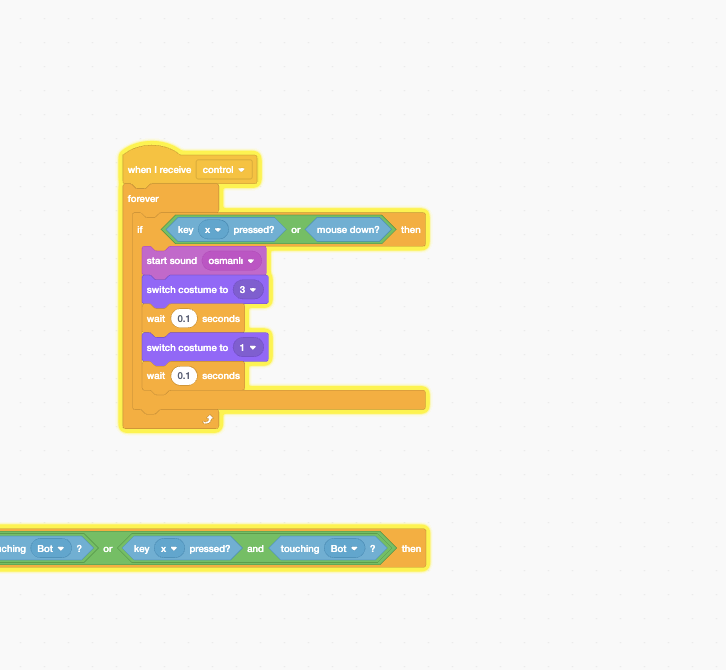 when I receive control
forever
if key x pressed? or mouse down? then
start sound osmanlı
switch costume to 3
wait 0.1 seconds
switch costume to 1
wait 0.1 seconds
Bot ? or key x pressed? and touching Bot ? then